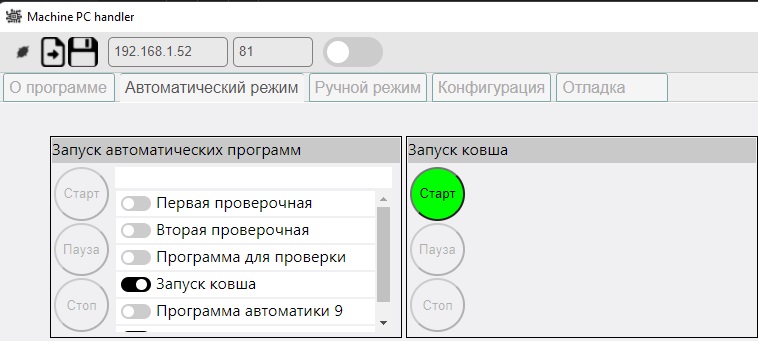 Machine PC handler
192.168.1.52 81
О программе Автоматический режим Ручной режим Конфигурация Отладка
Запуск автоматических программ
Старт
Пауза
Стоп
Первая проверочная
Вторая проверочная
Программа для проверки
Запуск ковша
Программа автоматики 9
Запуск ковша
Старт
Пауза
Стоп